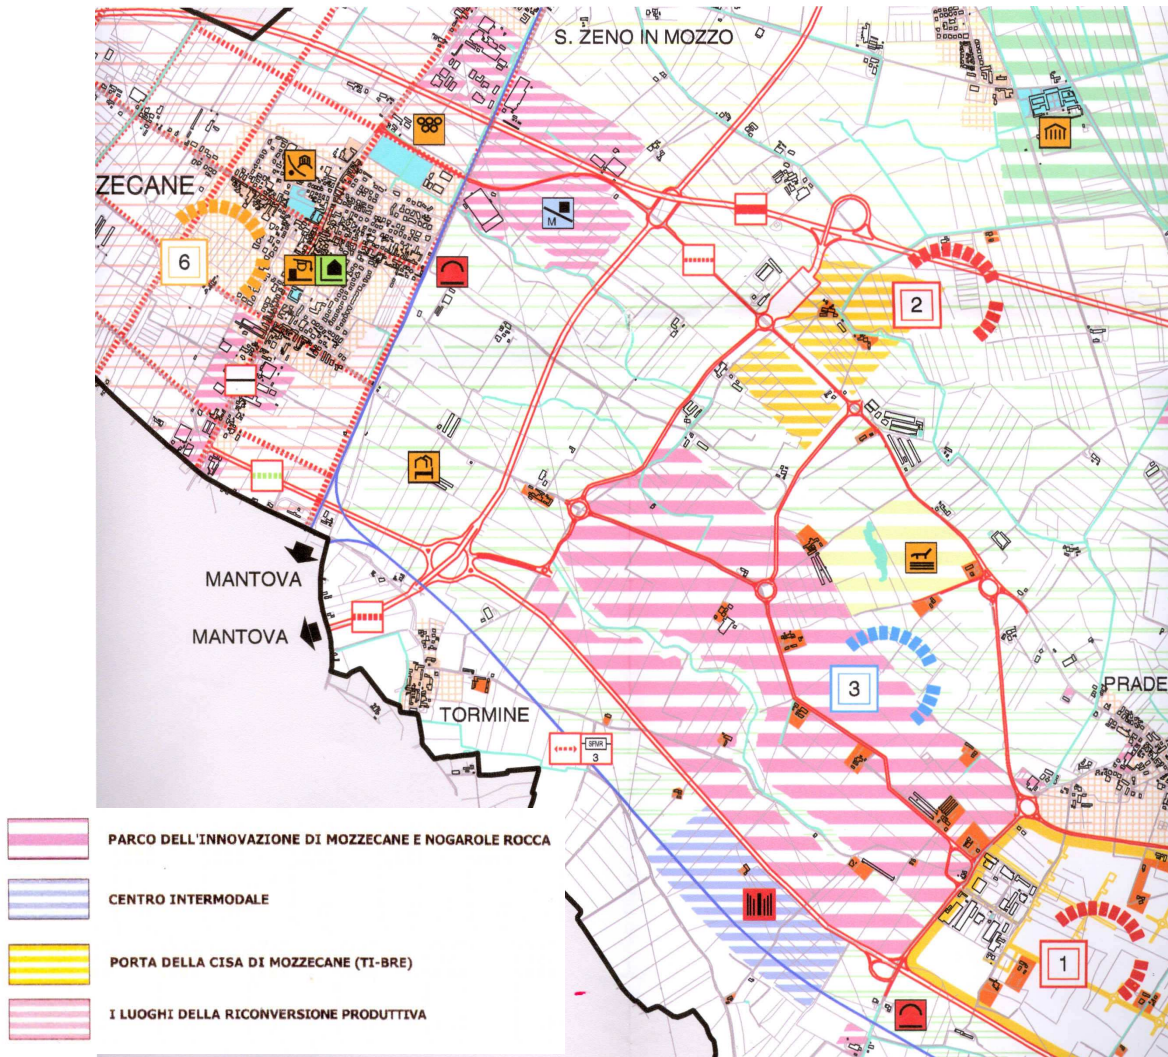 S. ZENO IN MOZZO
ZECANE
6
M
2
MANTOVA
MANTOVA
3
PRADE
TORMINE
SFMR
3
1
PARCO DELL'INNOVAZIONE DI MOZZECANE E NOGAROLE ROCCA
CENTRO INTERMODALE
PORTA DELLA CISA DI MOZZECANE (TI-BRE)
I LUOGHI DELLA RICONVERSIONE PRODUTTIVA